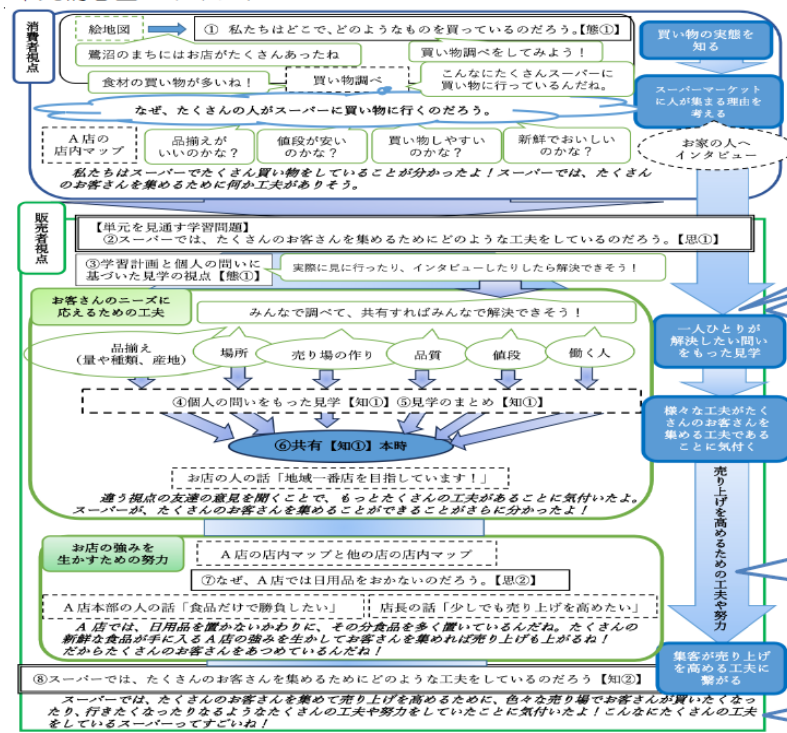 消費者視点
絵地図
① 私たちはどこで、どのようなものを買っているのだろう。【態①】
鷺沼のまちにはお店がたくさんあったね
買い物調べをしてみよう！
食材の買い物が多いね！
買い物調べ
こんなにたくさんスーパーに
買い物に行っているんだね。
なぜ、たくさんの人がスーパーに買い物に行くのだろう。
A店の
店内マップ
品揃えが
いいのかな？
値段が安い
のかな？
買い物しやすい
のかな？
新鮮でおいしい
のかな？
私たちはスーパーでたくさん買い物をしていることが分かったよ！スーパーでは、たくさん
のお客さんを集めるために何か工夫がありそう。
買い物の実態を
知る
スーパーマーケット
に人が集まる理由を
考える
お家の人へ
インタビュー
販売者視点
【単元を見通す学習問題】
②スーパーでは、たくさんのお客さんを集めるためにどのような工夫をしているのだろう。【思①】
③学習計画と個人の問いに
基づいた見学の視点【態①】
実際に見に行ったり、インタビューしたりしたら解決できそう！
お客さんのニーズに
応えるための工夫
みんなで調べて、共有すればみんなで解決できそう！
品揃え
（量や種類、産地）
場所
売り場の作り
品質
値段
働く人
④個人の問いをもった見学【知①】⑤見学のまとめ【知①】
⑥共有【知①】本時
お店の人の話「地域一番店を目指しています！」
違う視点の友達の意見を聞くことで、もっとたくさんの工夫があることに気付いたよ。
スーパーが、たくさんのお客さんを集めることができることがさらに分かったよ！
一人ひとりが
解決したい問い
をもった見学
様々な工夫がたく
さんのお客さんを
集める工夫である
ことに気付く
売り上げを高めるための工夫や努力
お店の強みを
生かすための努力
A店の店内マップと他の店の店内マップ
⑦なぜ、A店では日用品をおかないのだろう。【思②】
A店本部の人の話「食品だけで勝負したい」
店長の話「少しでも売り上げを高めたい」
A店では、日用品を置かないかわりに、その分食品を多く置いているんだね。たくさんの
新鮮な食品が手に入るA店の強みを生かしてお客さんを集めれば売り上げも上がるね！
だからたくさんのお客さんをあつめているんだね！
集客が売り上げ
を高める工夫に
繋がる
⑧スーパーでは、たくさんのお客さんを集めるためにどのような工夫をしているのだろう【知②】
スーパーでは、たくさんのお客さんを集めて売り上げを高めるために、色々な売り場でお客さんが買いたくなっ
たり、行きたくなったりなるようなたくさんの工夫や努力をしていたことに気付いたよ！こんなにたくさんの工夫
をしているスーパーってすごいね！